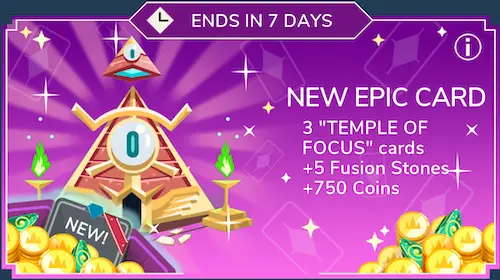 ENDS IN 7 DAYS
NEW EPIC CARD
3 "TEMPLE OF
FOCUS" cards
+5 Fusion Stones
+750 Coins
0
0
NEW!